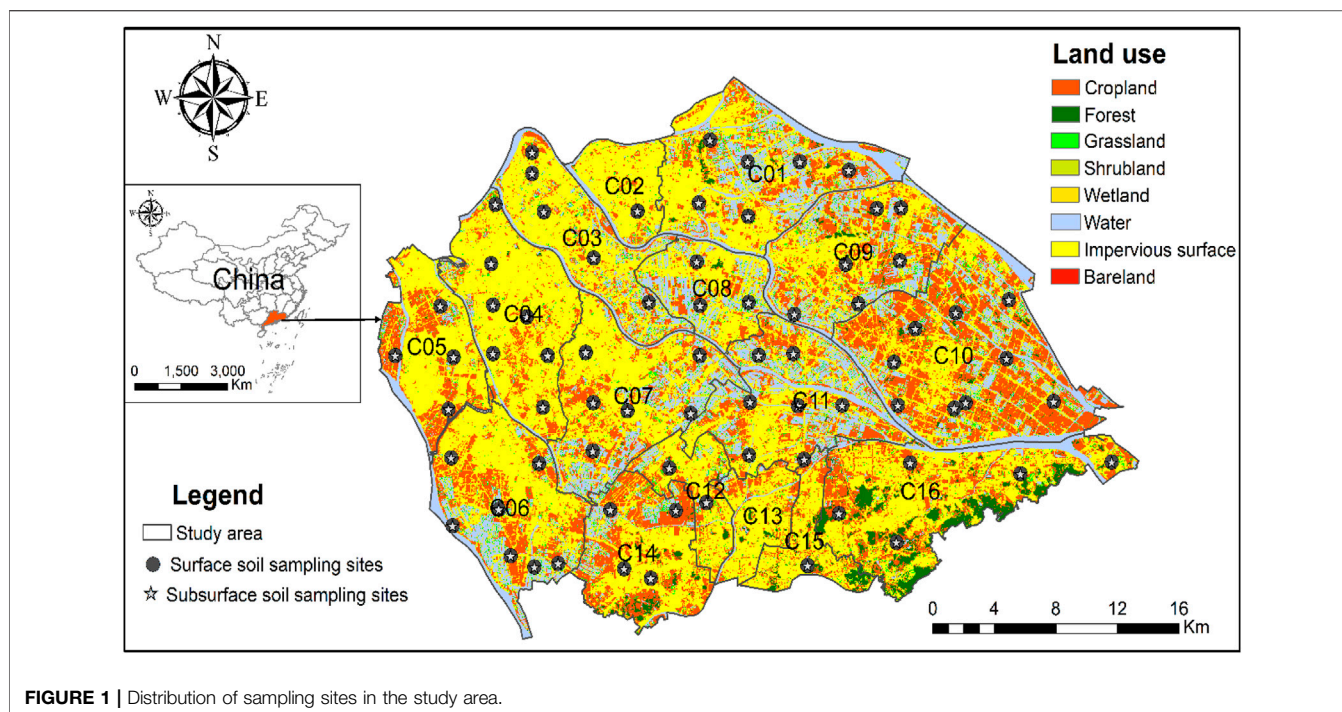 N
W
E
S
Land use
Cropland
Forest
Grassland
Shrubland
Wetland
Water
Impervious surface
Bareland
N
W
E
S
China
0 1,500 3,000
Km
C01
C02
C03
C09
C08
C04
C05
C10
C07
C11
C12
C16
C06
C13
C15
C14
Legend
Study area
Surface soil sampling sites
Subsurface soil sampling sites
0 4 8 12 16
Km
FIGURE 1 | Distribution of sampling sites in the study area.